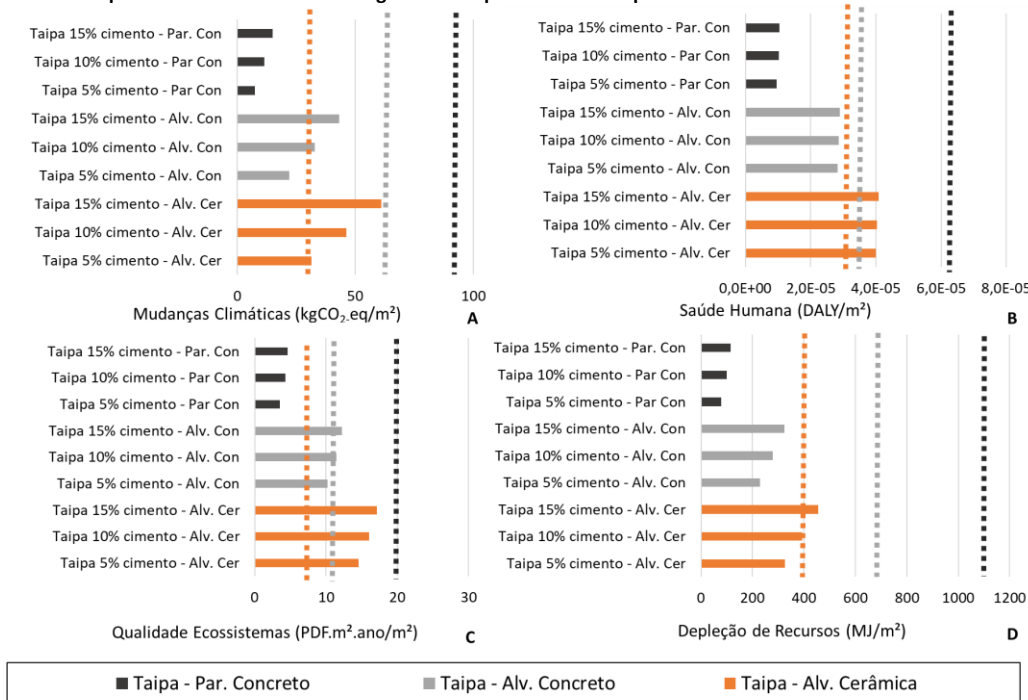 Taipa 15% cimento - Par. Con
Taipa 10% cimento - Par Con
Taipa 5% cimento - Par Con
Taipa 15% cimento - Alv. Con
Taipa 10% cimento - Alv. Con
Taipa 5% cimento - Alv. Con
Taipa 15% cimento - Alv. Cer
Taipa 10% cimento - Alv. Cer
Taipa 5% cimento - Alv. Cer
0 50 100
Mudanças Climáticas (kgCO₂.eq/m²)
A
Taipa 15% cimento - Par. Con
Taipa 10% cimento - Par Con
Taipa 5% cimento - Par Con
Taipa 15% cimento - Alv. Con
Taipa 10% cimento - Alv. Con
Taipa 5% cimento - Alv. Con
Taipa 15% cimento - Alv. Cer
Taipa 10% cimento - Alv. Cer
Taipa 5% cimento - Alv. Cer
0,0E+00 2,0E-05 4,0E-05 6,0E-05 8,0E-05
Saúde Humana (DALY/m²)
B
Taipa 15% cimento - Par. Con
Taipa 10% cimento - Par Con
Taipa 5% cimento - Par Con
Taipa 15% cimento - Alv. Con
Taipa 10% cimento - Alv. Con
Taipa 5% cimento - Alv. Con
Taipa 15% cimento - Alv. Cer
Taipa 10% cimento - Alv. Cer
Taipa 5% cimento - Alv. Cer
0 10 20 30
Qualidade Ecossistemas (PDF.m².ano/m²)
C
Taipa 15% cimento - Par. Con
Taipa 10% cimento - Par Con
Taipa 5% cimento - Par Con
Taipa 15% cimento - Alv. Con
Taipa 10% cimento - Alv. Con
Taipa 5% cimento - Alv. Con
Taipa 15% cimento - Alv. Cer
Taipa 10% cimento - Alv. Cer
Taipa 5% cimento - Alv. Cer
0 200 400 600 800 1000 1200
Depleção de Recursos (MJ/m²)
D
Taipa - Par. Concreto
Taipa - Alv. Concreto
Taipa - Alv. Cerâmica